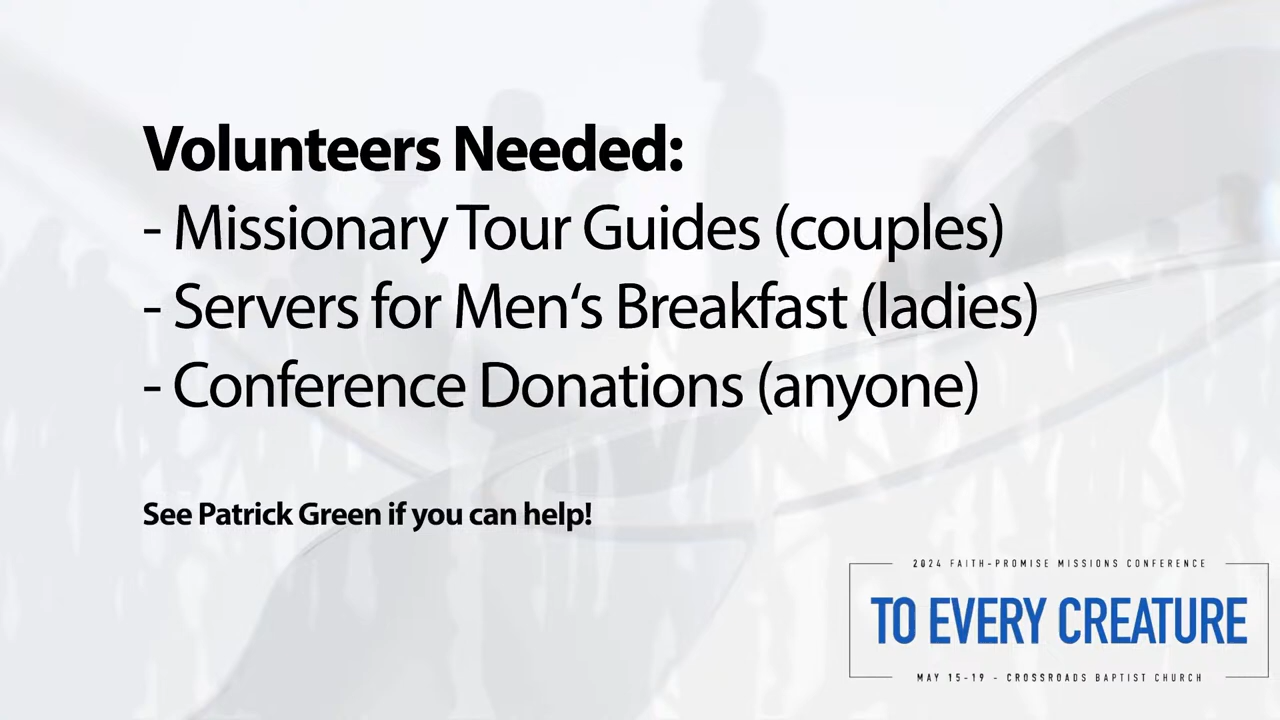 Volunteers Needed:
- Missionary Tour Guides (couples)
- Servers for Men‘s Breakfast (ladies)
- Conference Donations (anyone)
See Patrick Green if you can help!
2024 FAITH-PROMISE MISSIONS CONFERENCE
TO EVERY CREATURE
MAY 15-19 - CROSSROADS BAPTIST CHURCH